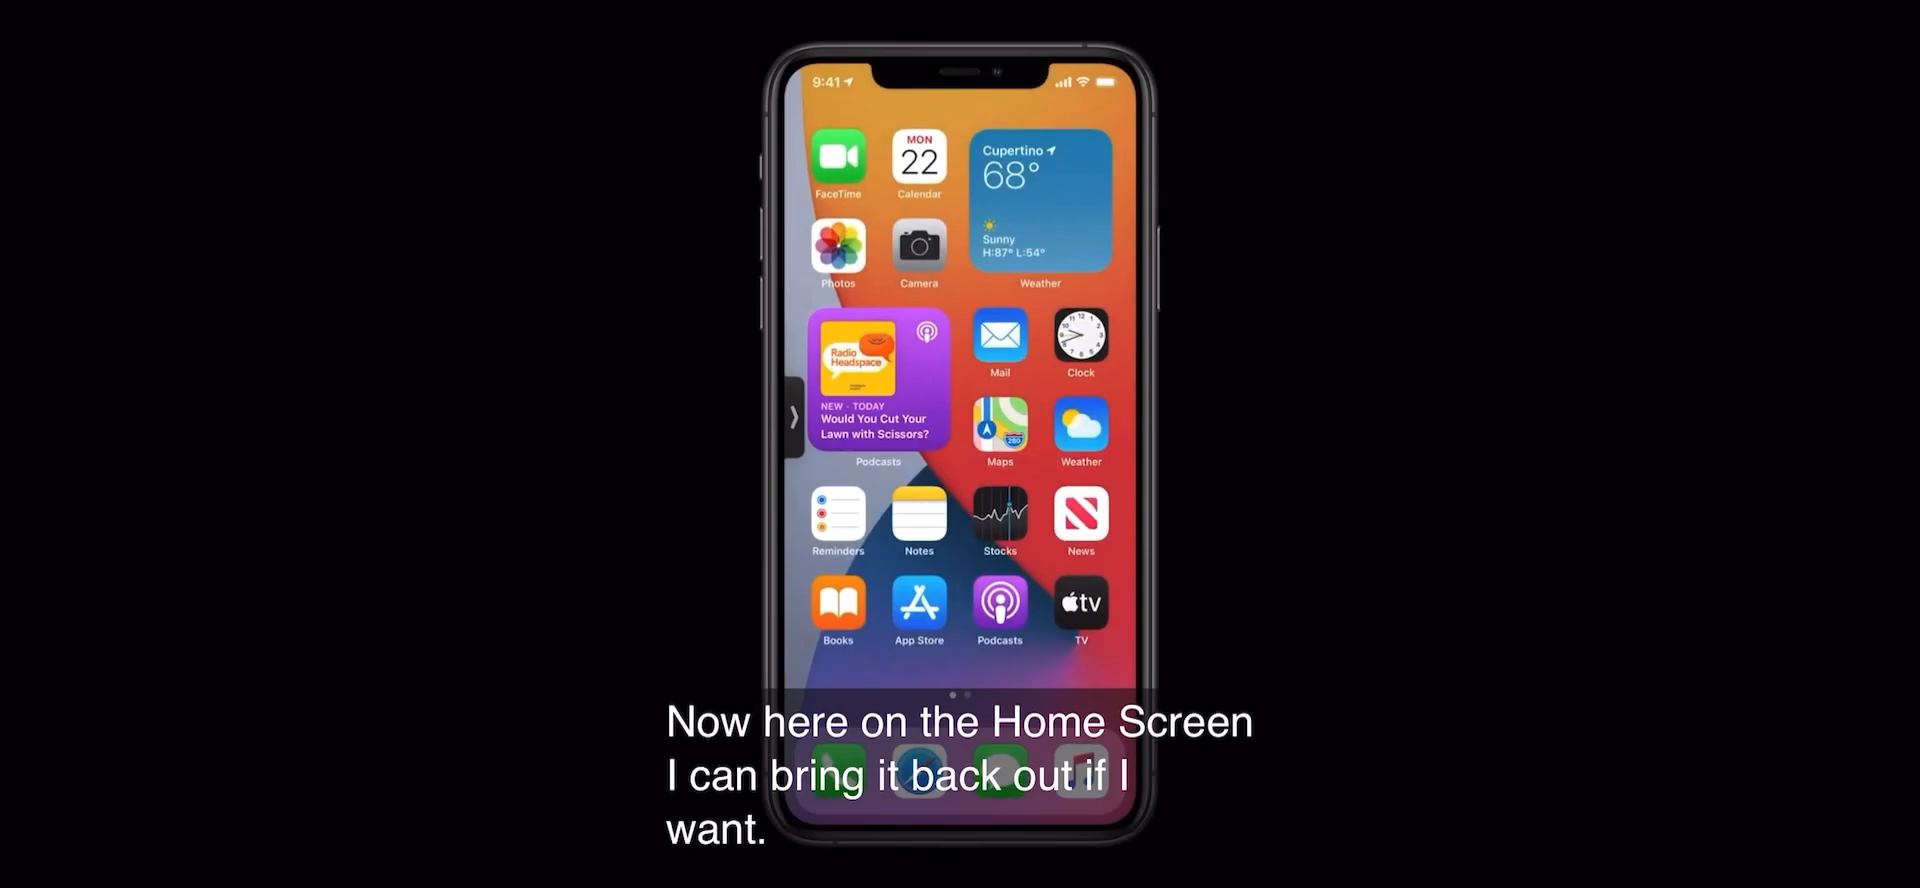 9:41
MON
22
FaceTime
Calendar
Cupertino
68°
Sunny
H:87° L:54°
Photos
Camera
Weather
Radio
Headspace
NEW - TODAY
Would You Cut Your
Lawn with Scissors?
Podcasts
Mail
Clock
280
Maps
Weather
Reminders
Notes
Stocks
News
tv
Books
App Store
Podcasts
TV
Now here on the Home Screen
I can bring it back out if I
want.